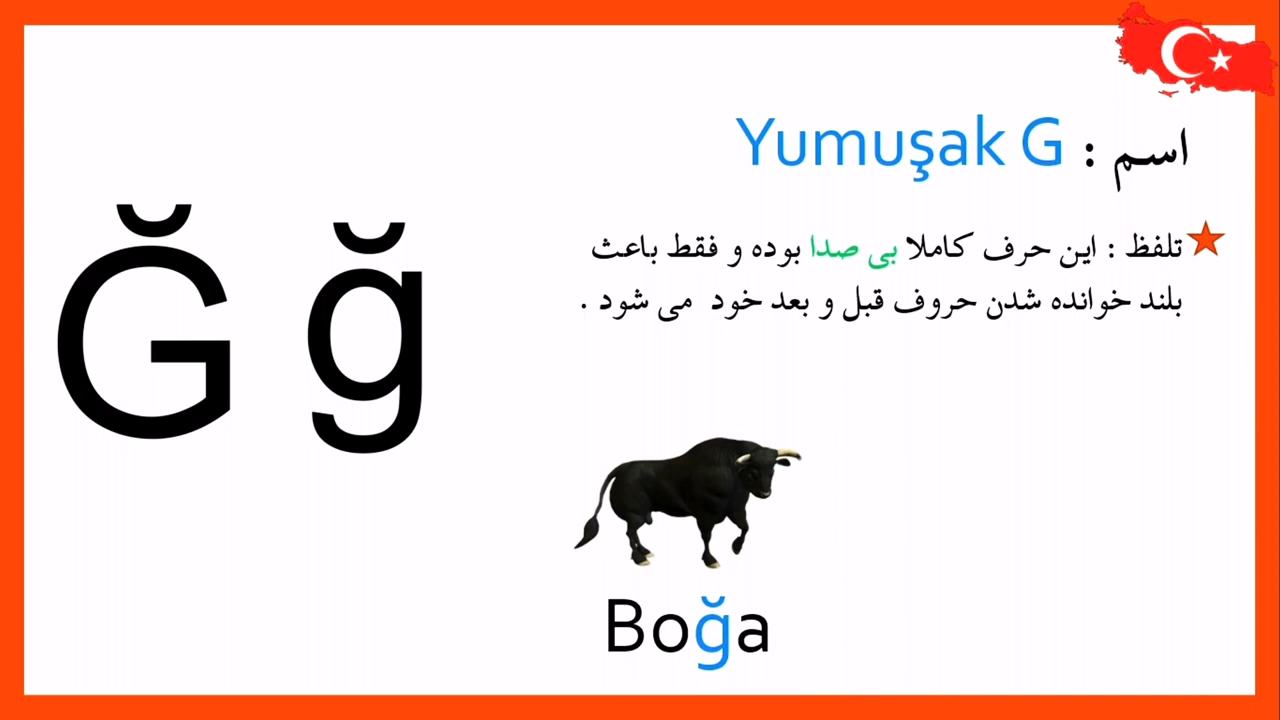 Ğ ğ
اسم : Yumuşak G
تلفظ : این حرف کاملا بی صدا بوده و فقط باعث
بلند خوانده شدن حروف قبل و بعد خود می شود .
Boğa